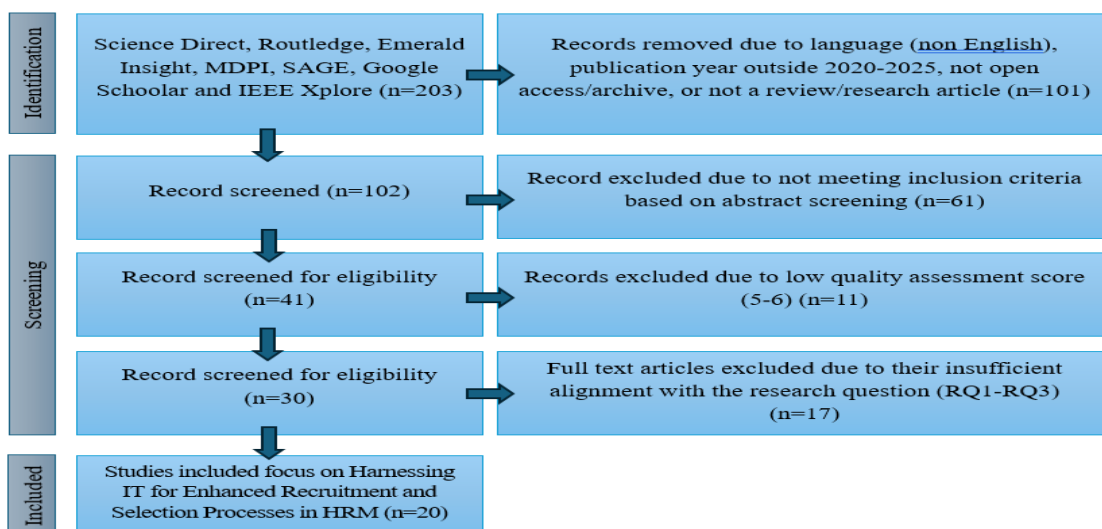 Identification
Science Direct, Routledge, Emerald
Insight, MDPI, SAGE, Google
Schoolar and IEEE Xplore (n=203)
Records removed due to language (non English),
publication year outside 2020-2025, not open
access/archive, or not a review/research article (n=101)
Screening
Record screened (n=102)
Record excluded due to not meeting inclusion criteria
based on abstract screening (n=61)
Record screened for eligibility
(n=41)
Records excluded due to low quality assessment score
(5-6) (n=11)
Record screened for eligibility
(n=30)
Full text articles excluded due to their insufficient
alignment with the research question (RQ1-RQ3)
(n=17)
Included
Studies included focus on Harnessing
IT for Enhanced Recruitment and
Selection Processes in HRM (n=20)